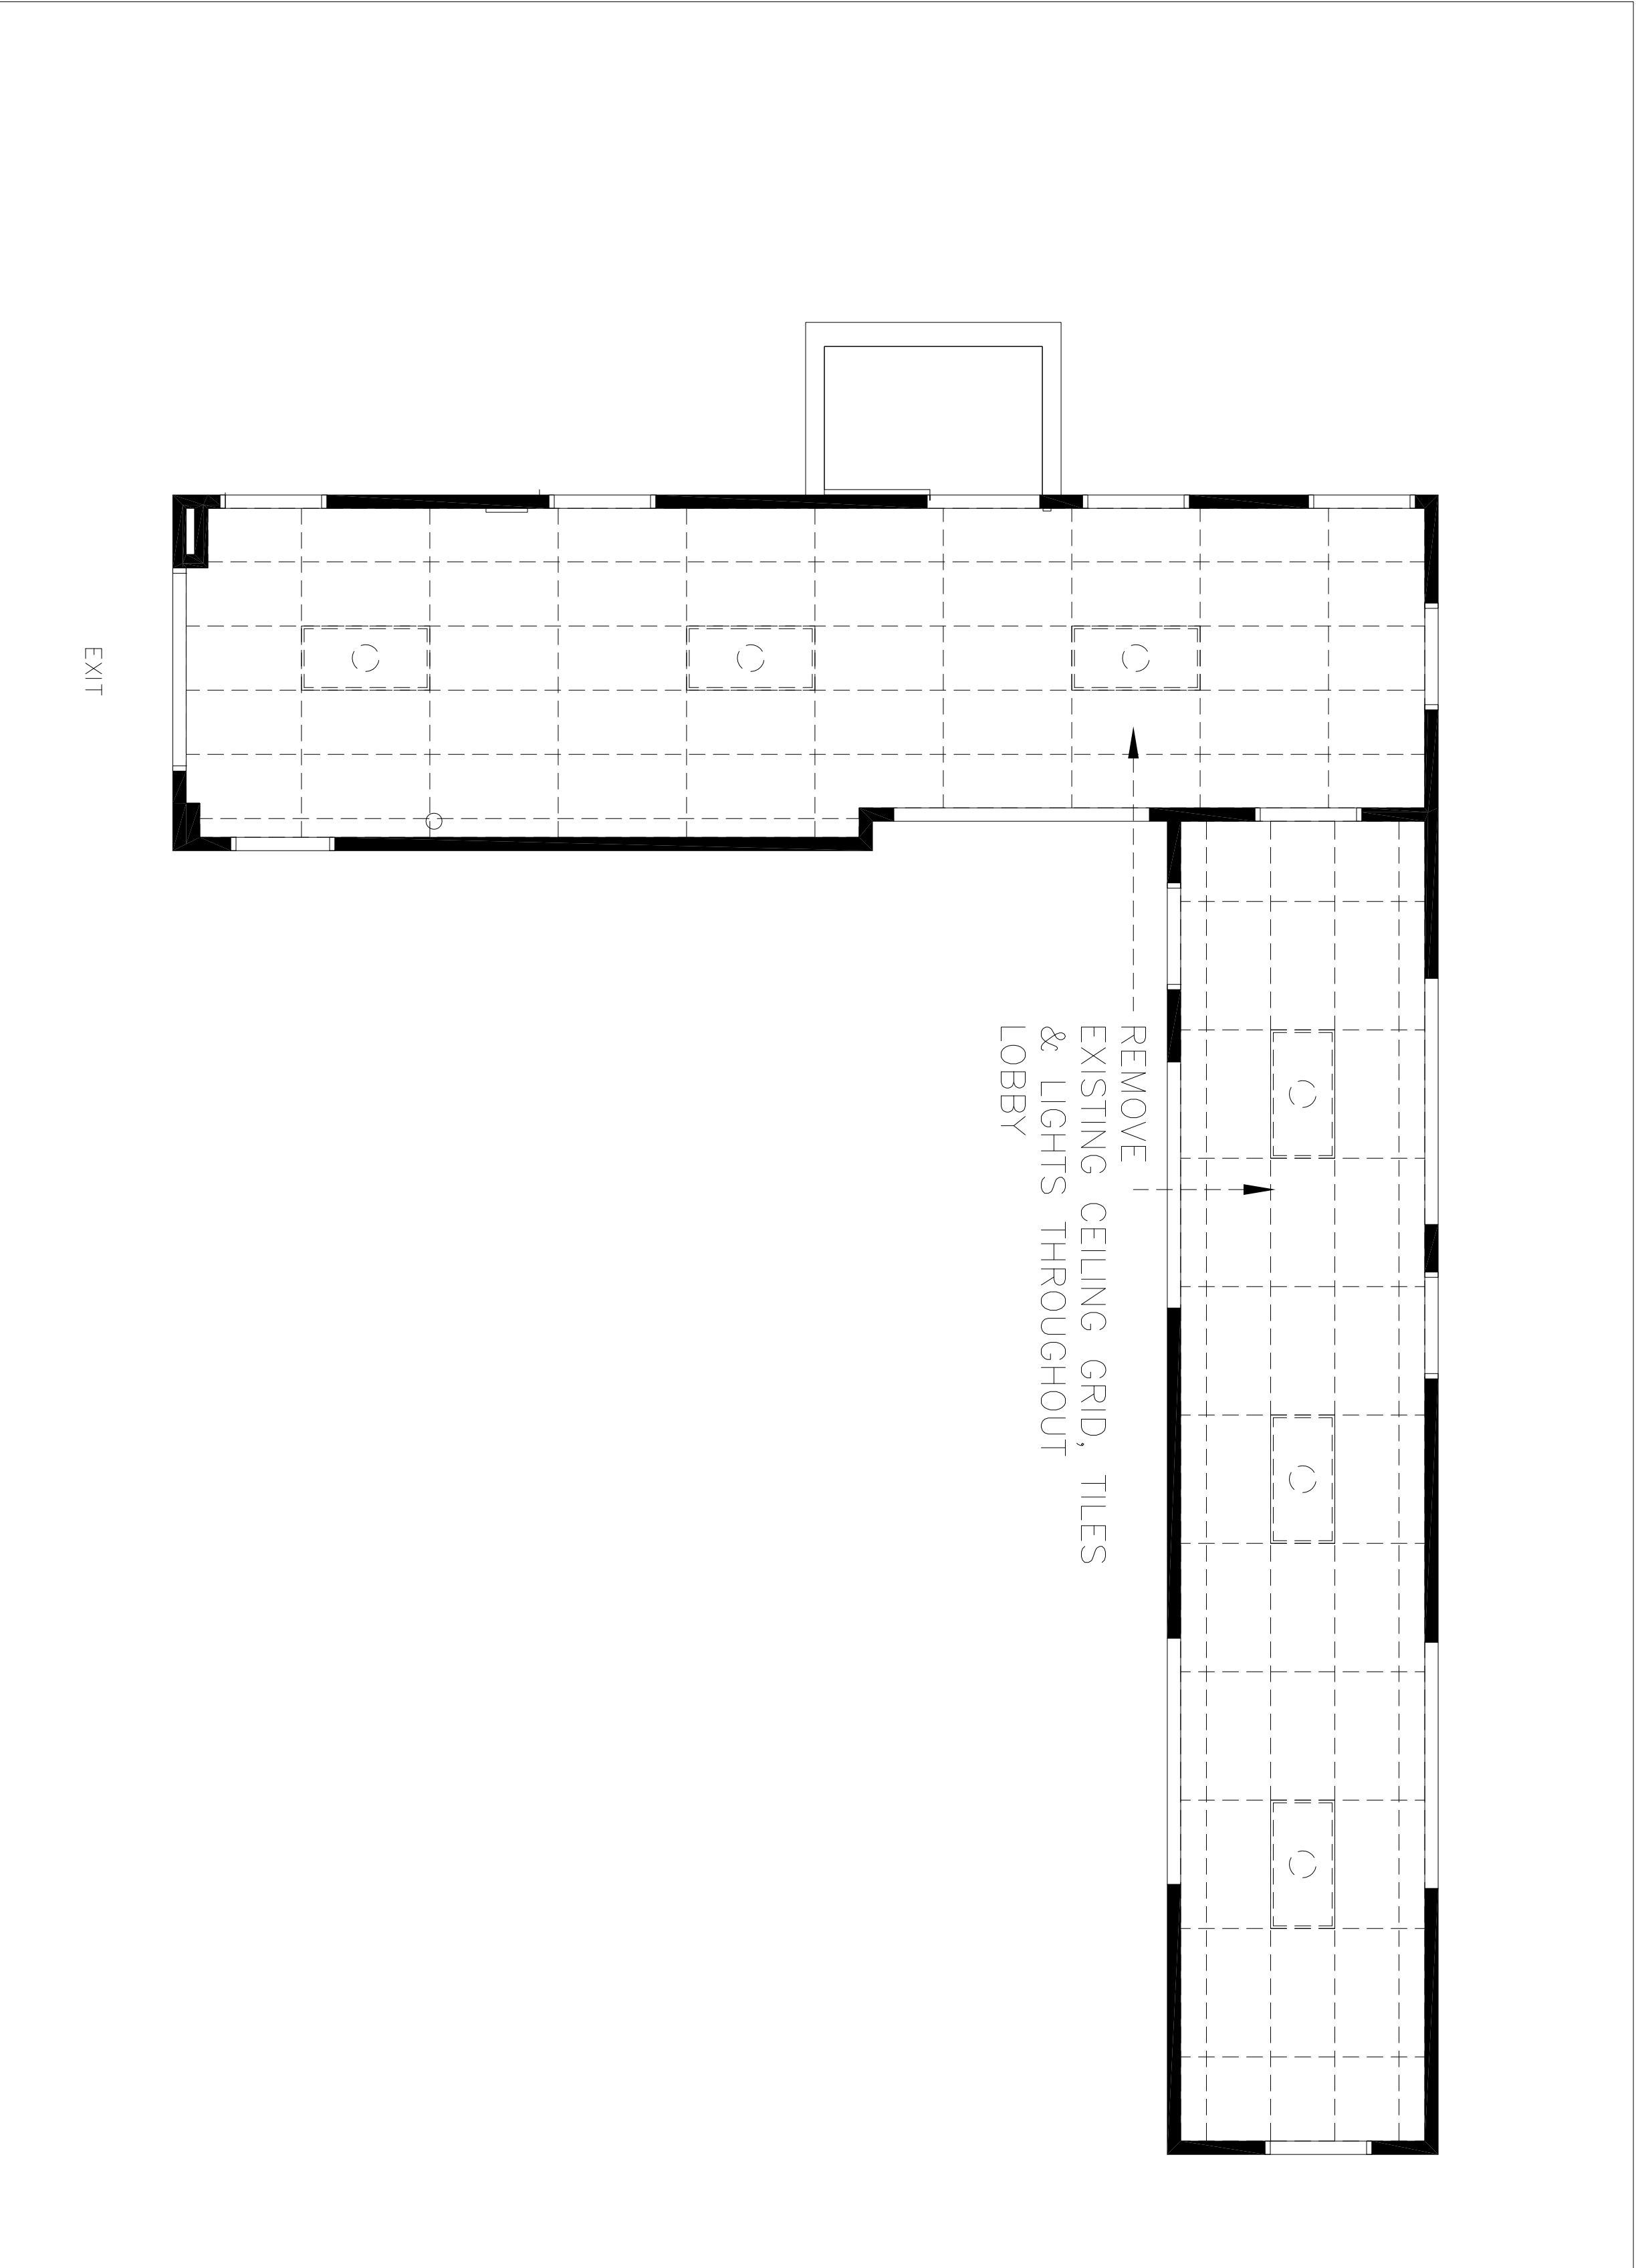 REMOVE
EXISTING CEILING GRID, TILES
& LIGHTS THROUGHOUT
LOBBY
EXIT